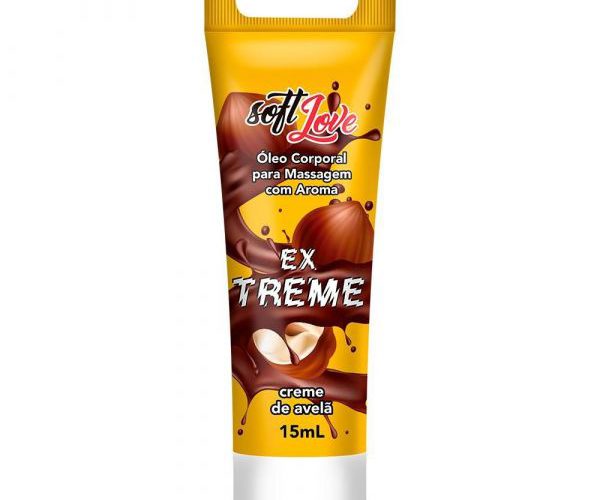 soft Love
Óleo Corporal
para Massagem
com Aroma
EX
TREME
creme
de avelã
15mL